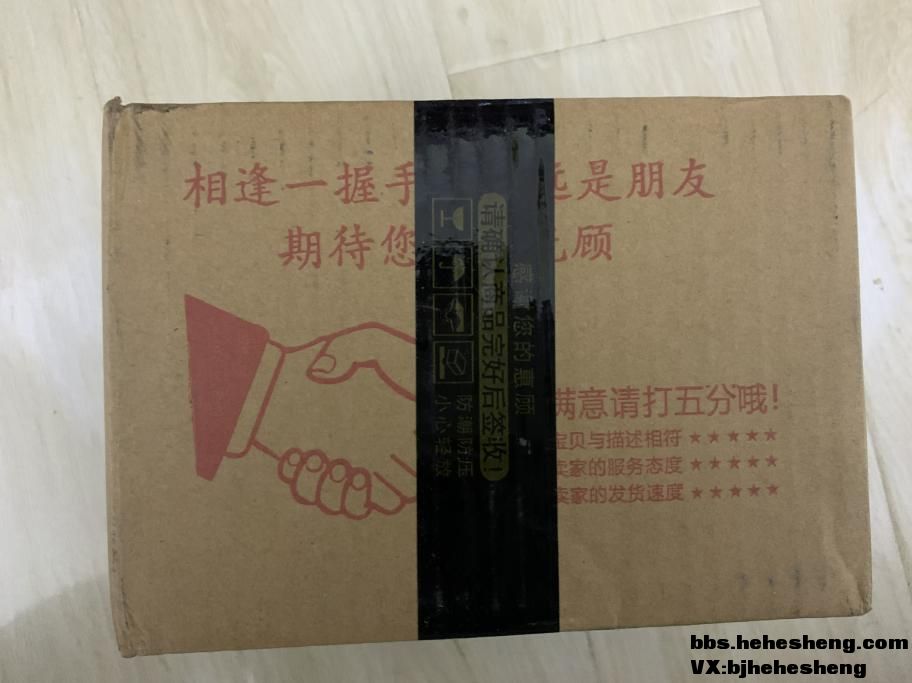 相逢一握手 远是朋友
期待您 光顾
满意请打五分哦!
宝贝与描述相符 ★★★★★
卖家的服务态度 ★★★★★
卖家的发货速度 ★★★★★
感谢您的惠顾
请确认商品完好后签收!
防潮防压
小心轻放
bbs.hehesheng.com
VX:bjhehesheng